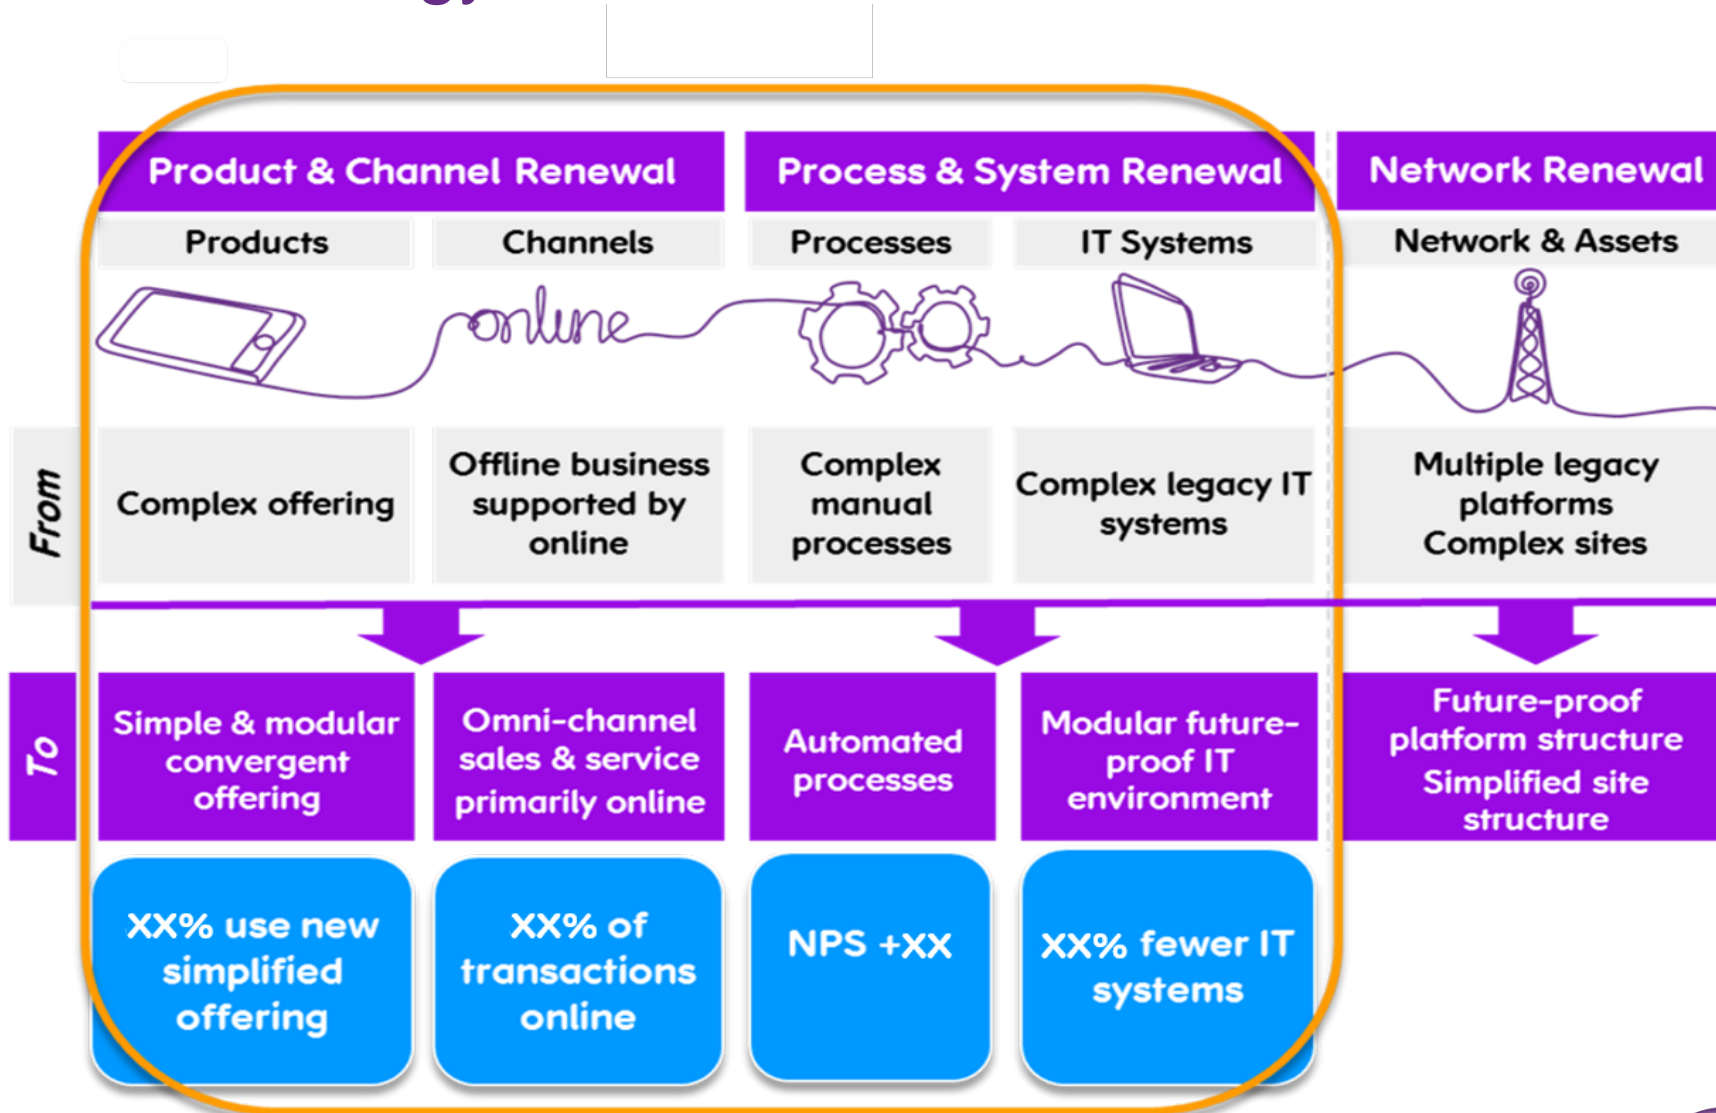 Product & Channel Renewal
Process & System Renewal
Network Renewal
Products
Channels
Processes
IT Systems
Network & Assets
online
From
Complex offering
Offline business
supported by
online
Complex
manual
processes
Complex legacy IT
systems
Multiple legacy
platforms
Complex sites
To
Simple & modular
convergent
offering
Omni-channel
sales & service
primarily online
Automated
processes
Modular future-
proof IT
environment
Future-proof
platform structure
Simplified site
structure
XX% use new
simplified
offering
XX% of
transactions
online
NPS +XX
XX% fewer IT
systems